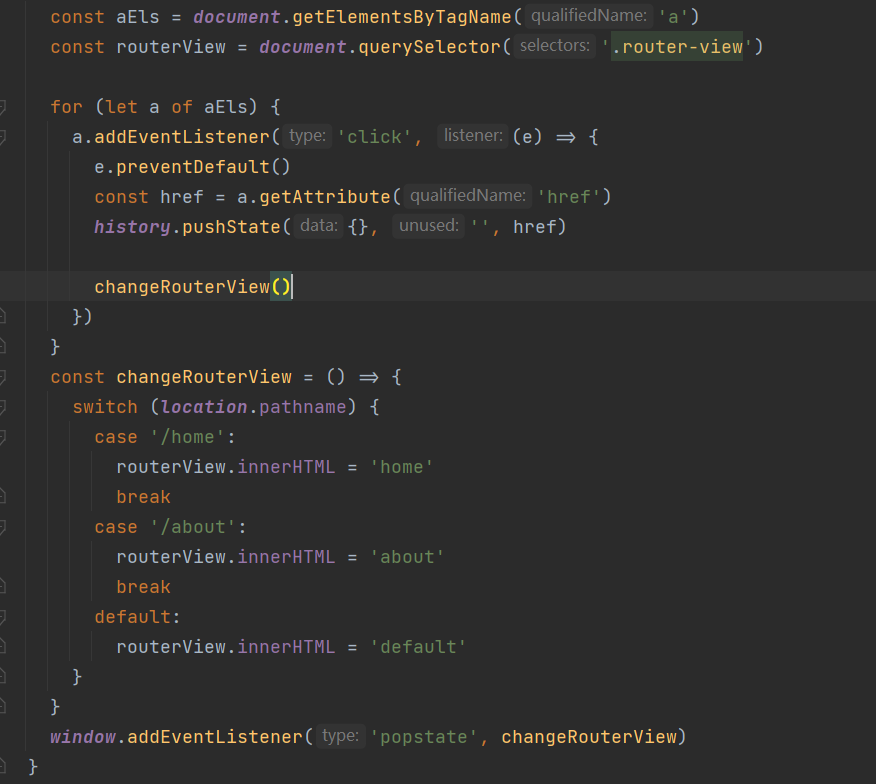 const aEls = document.getElementsByTagName( qualifiedName: 'a')
const routerView = document.querySelector( selectors: '.router-view')
for (let a of aEls) {
a.addEventListener( type: 'click', listener: (e) => {
e.preventDefault()
const href = a.getAttribute( qualifiedName: 'href')
history.pushState( data: {}, unused: '', href)
changeRouterView()
})
}
const changeRouterView = () => {
switch (location.pathname) {
case '/home':
routerView.innerHTML = 'home'
break
case '/about':
routerView.innerHTML = 'about'
break
default:
routerView.innerHTML = 'default'
}
}
window.addEventListener( type: 'popstate', changeRouterView)
}